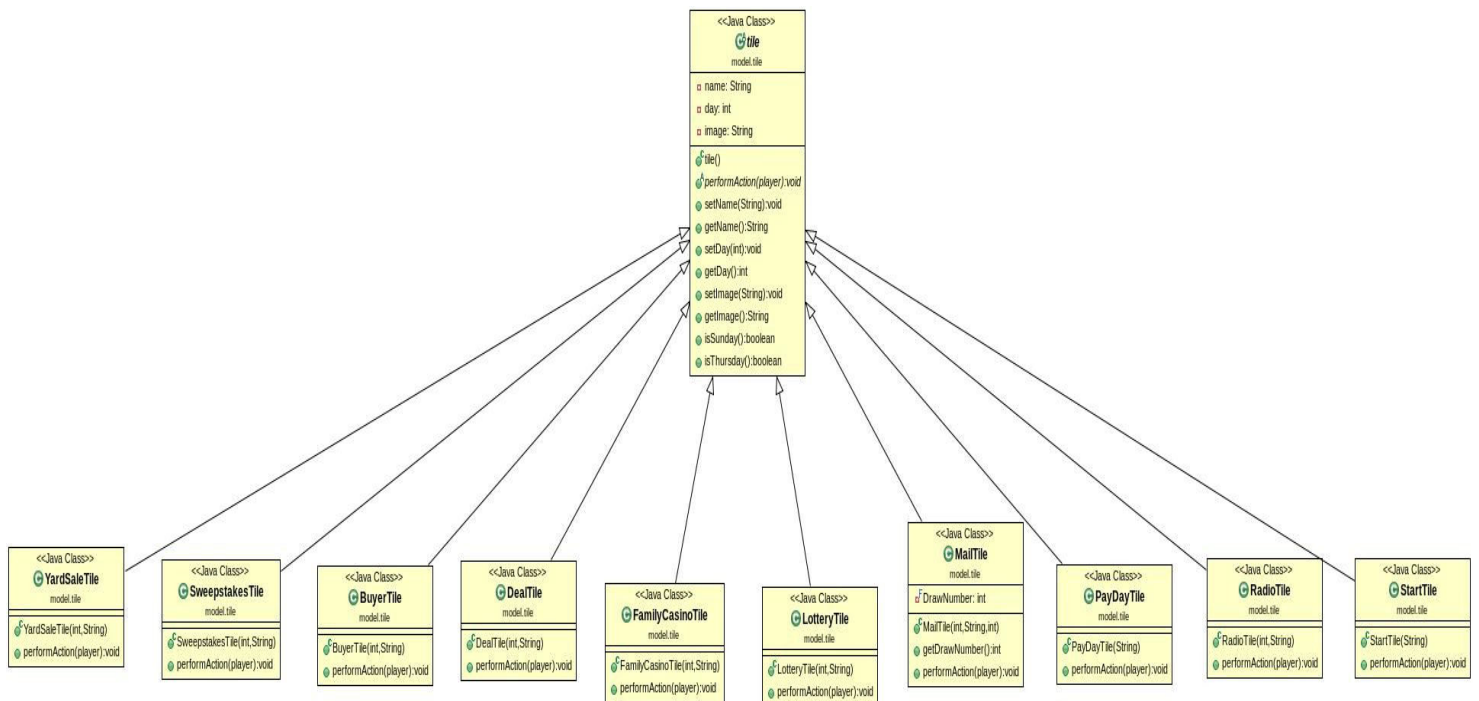 <<Java Class>>
tile
model.tile
name: String
day: int
image: String
tile()
performAction(player):void
setName(String):void
getName():String
setDay(int):void
getDay():int
setImage(String):void
getImage():String
isSunday():boolean
isThursday():boolean
<<Java Class>>
YardSaleTile
model.tile
YardSaleTile(int,String)
performAction(player):void
<<Java Class>>
SweepstakesTile
model.tile
SweepstakesTile(int,String)
performAction(player):void
<<Java Class>>
BuyerTile
model.tile
BuyerTile(int,String)
performAction(player):void
<<Java Class>>
DealTile
model.tile
DealTile(int,String)
performAction(player):void
<<Java Class>>
FamilyCasinoTile
model.tile
FamilyCasinoTile(int,String)
performAction(player):void
<<Java Class>>
LotteryTile
model.tile
LotteryTile(int,String)
performAction(player):void
<<Java Class>>
MailTile
model.tile
DrawNumber: int
MailTile(int,String,int)
getDrawNumber():int
performAction(player):void
<<Java Class>>
PayDayTile
model.tile
PayDayTile(String)
performAction(player):void
<<Java Class>>
RadioTile
model.tile
RadioTile(int,String)
performAction(player):void
<<Java Class>>
StartTile
model.tile
StartTile(String)
performAction(player):void